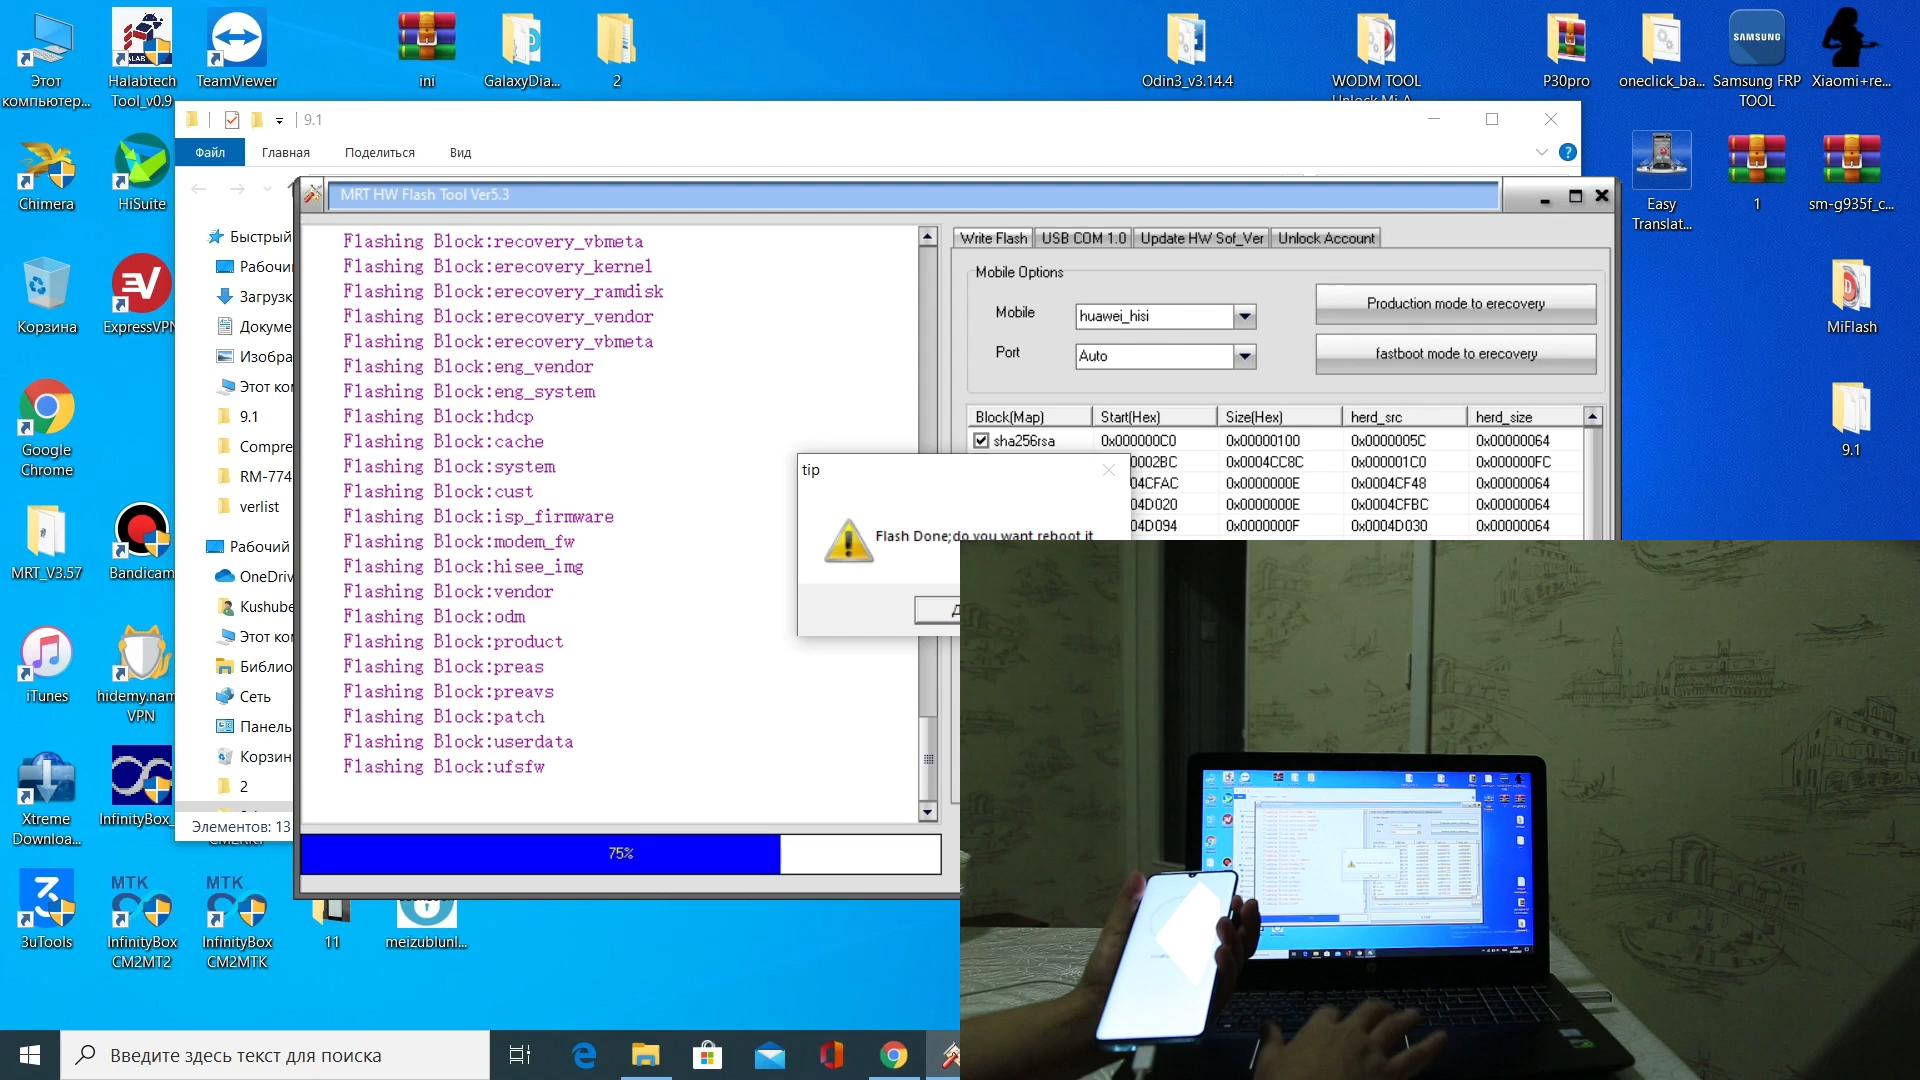 Этот компьютер...
Halabtech Tool_v0.9
TeamViewer
ini
GalaxyDia...
2
Odin3_v3.14.4
WODM TOOL
P30pro
oneclick_ba...
Samsung FRP TOOL
Xiaomi+re...
SAMSUNG
9.1
Файл
Главная
Поделиться
Вид
Chimera
HiSuite
Easy Translat...
1
sm-g935f_c...
MRT HW Flash Tool Ver5.3
Быстрый
Рабочи
Загрузк
Докуме
Изобра
Этот ко
9.1
Compre
RM-774
verlist
Рабочий
OneDriv
Kushube
Этот ко
Библио
Сеть
Панель
Корзин
2
Элементов: 13
Корзина
ExpressVPN
MiFlash
9.1
Google Chrome
MRT_V3.57
Bandicam
iTunes
hidemy.nam VPN
Xtreme Downloa...
InfinityBox_
3uTools
MTK
InfinityBox CM2MT2
MTK
InfinityBox CM2MTK
11
meizublunl...
Flashing Block:recovery_vbmeta
Flashing Block:erecovery_kernel
Flashing Block:erecovery_ramdisk
Flashing Block:erecovery_vendor
Flashing Block:erecovery_vbmeta
Flashing Block:eng_vendor
Flashing Block:eng_system
Flashing Block:hdcp
Flashing Block:cache
Flashing Block:system
Flashing Block:cust
Flashing Block:isp_firmware
Flashing Block:modem_fw
Flashing Block:hisee_img
Flashing Block:vendor
Flashing Block:odm
Flashing Block:product
Flashing Block:preas
Flashing Block:preavs
Flashing Block:patch
Flashing Block:userdata
Flashing Block:ufsfw
75%
Write Flash
USB COM 1.0
Update HW Sof_Ver
Unlock Account
Mobile Options
Mobile
huawei_hisi
Port
Auto
Production mode to erecovery
fastboot mode to erecovery
Block(Map) Start(Hex) Size(Hex) herd_src herd_size
sha256rsa 0x000000C0 0x00000100 0x0000005C 0x00000064
0002BC 0x0004CC8C 0x000001C0 0x000000FC
04CFAC 0x0000000E 0x0004CF48 0x00000064
04D020 0x0000000E 0x0004CFBC 0x00000064
04D094 0x0000000F 0x0004D030 0x00000064
tip
Flash Done;do you want reboot it
Введите здесь текст для поиска